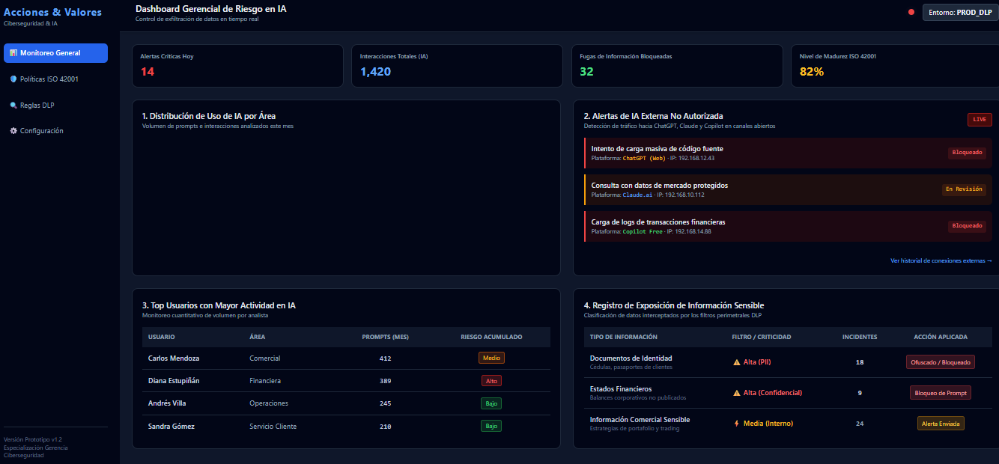 Acciones & Valores
Ciberseguridad & IA
Monitoreo General
Políticas ISO 42001
Reglas DLP
Configuración
Versión Prototipo v1.2
Especialización Gerencia
Ciberseguridad
Dashboard Gerencial de Riesgo en IA
Control de exfiltración de datos en tiempo real
Entorno: PROD_DLP
Alertas Críticas Hoy
14
Interacciones Totales (IA)
1,420
Fugas de Información Bloqueadas
32
Nivel de Madurez ISO 42001
82%
1. Distribución de Uso de IA por Área
Volumen de prompts e interacciones analizados este mes
2. Alertas de IA Externa No Autorizada
Detección de tráfico hacia ChatGPT, Claude y Copilot en canales abiertos
LIVE
Intento de carga masiva de código fuente
Plataforma: ChatGPT (Web) · IP: 192.168.12.43
Bloqueado
Consulta con datos de mercado protegidos
Plataforma: Claude.ai · IP: 192.168.10.112
En Revisión
Carga de logs de transacciones financieras
Plataforma: Copilot Free · IP: 192.168.14.88
Bloqueado
Ver historial de conexiones externas →
3. Top Usuarios con Mayor Actividad en IA
Monitoreo cuantitativo de volumen por analista
USUARIO ÁREA PROMPTS (MES) RIESGO ACUMULADO
Carlos Mendoza Comercial 412 Medio
Diana Estupiñán Financiera 389 Alto
Andrés Villa Operaciones 245 Bajo
Sandra Gómez Servicio Cliente 210 Bajo
4. Registro de Exposición de Información Sensible
Clasificación de datos interceptados por los filtros perimetrales DLP
TIPO DE INFORMACIÓN FILTRO / CRITICIDAD INCIDENTES ACCIÓN APLICADA
Documentos de Identidad
Cédulas, pasaportes de clientes
Alta (PII) 18 Ofuscado / Bloqueado
Estados Financieros
Balances corporativos no publicados
Alta (Confidencial) 9 Bloqueo de Prompt
Información Comercial Sensible
Estrategias de portafolio y trading
Media (Interno) 24 Alerta Enviada